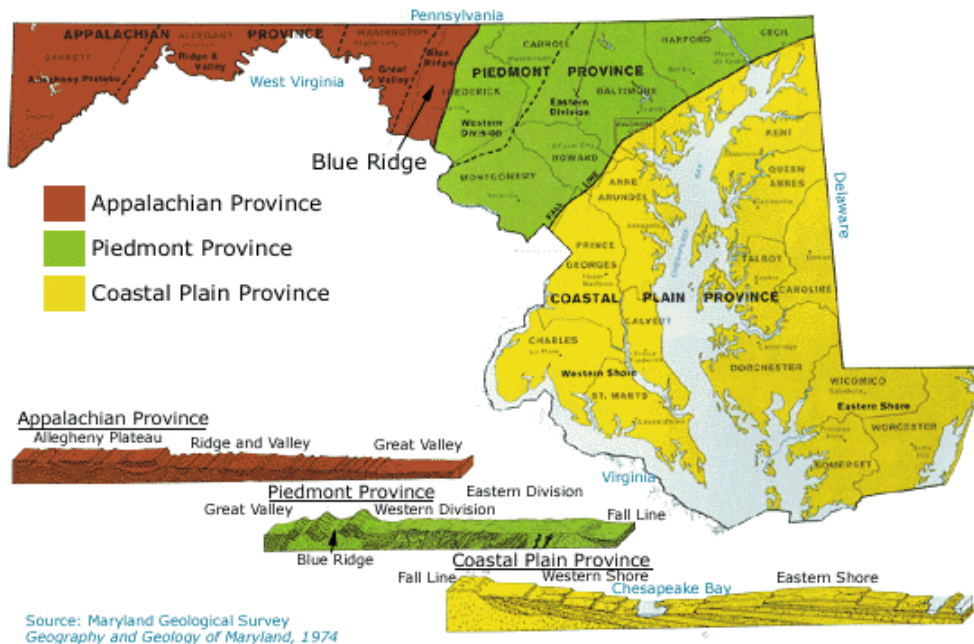 Pennsylvania
APPALACHIAN PROVINCE
GARRETT
ALLEGANY
WASHINGTON
Allegheny Plateau
Ridge &
Valley
Great
Valley
Blue
Ridge
West Virginia
Blue Ridge
CARROLL
HARFORD
CECIL
PIEDMONT PROVINCE
FREDERICK
BALTIMORE
Western
Division
Eastern
Division
HOWARD
MONTGOMERY
FALL LINE
KENT
QUEEN
ANNES
ANNE
ARUNDEL
Delaware
PRINCE
GEORGES
TALBOT
CAROLINE
COASTAL PLAIN PROVINCE
CALVERT
CHARLES
Western Shore
ST. MARYS
DORCHESTER
WICOMICO
Eastern Shore
WORCESTER
SOMERSET
Virginia
Appalachian Province
Piedmont Province
Coastal Plain Province
Appalachian Province
Allegheny Plateau
Ridge and Valley
Great Valley
Piedmont Province
Eastern Division
Great Valley
Western Division
Fall Line
Blue Ridge
Coastal Plain Province
Fall Line
Western Shore
Chesapeake Bay
Eastern Shore
Source: Maryland Geological Survey
Geography and Geology of Maryland, 1974